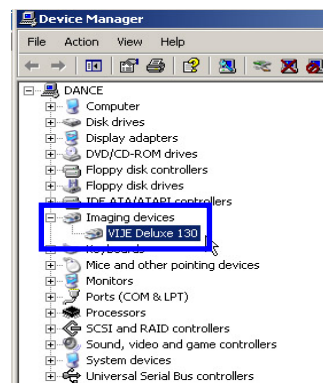 Device Manager
File Action View Help
DANCE
Computer
Disk drives
Display adapters
DVD/CD-ROM drives
Floppy disk controllers
Floppy disk drives
IDE ATA/ATAPI controllers
Imaging devices
VIJE Deluxe 130
Keyboards
Mice and other pointing devices
Monitors
Ports (COM & LPT)
Processors
SCSI and RAID controllers
Sound, video and game controllers
System devices
Universal Serial Bus controllers